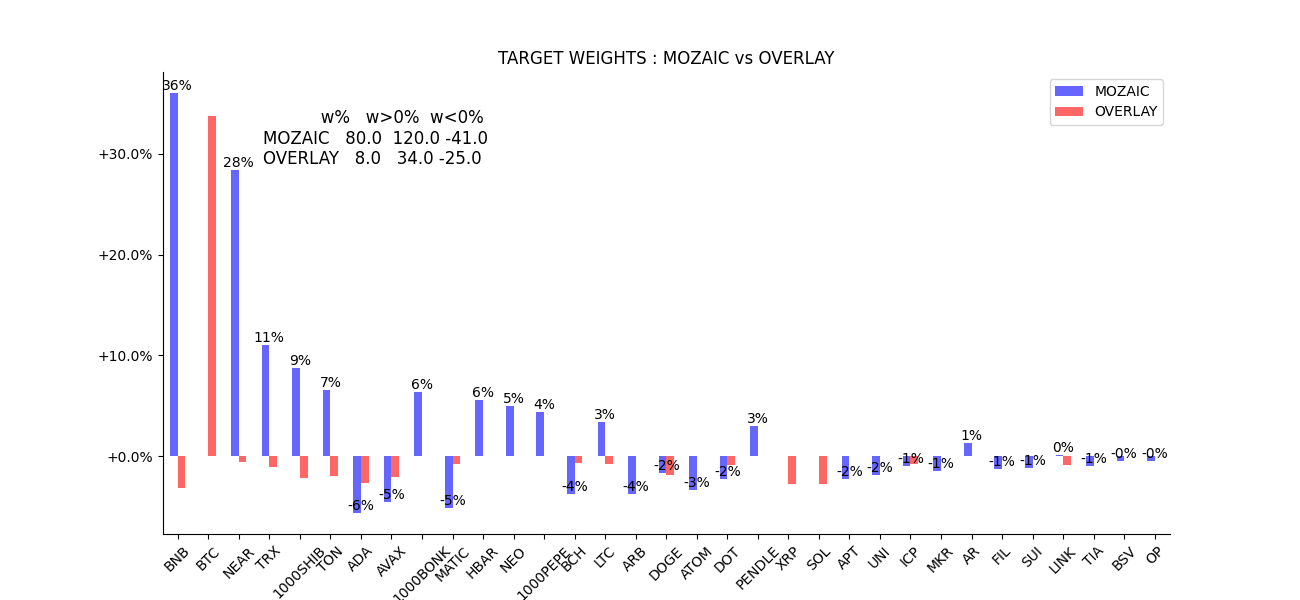 TARGET WEIGHTS : MOZAIC vs OVERLAY
MOZAIC
OVERLAY
w% w>0% w<0%
MOZAIC 80.0 120.0 -41.0
OVERLAY 8.0 34.0 -25.0
+30.0%
+20.0%
+10.0%
+0.0%
36%
28%
11%
9%
7%
-6%
-5%
6%
-5%
6%
5%
4%
-4%
3%
-4%
-2%
-3%
-2%
3%
-2%
-2%
-1%
-1%
1%
-1%
-1%
0%
-1%
-0%
-0%
BNB
BTC
NEAR
TRX
1000SHIB
TON
ADA
AVAX
1000BONK
MATIC
HBAR
NEO
1000PEPE
BCH
LTC
ARB
DOGE
ATOM
DOT
PENDLE
XRP
SOL
APT
UNI
ICP
MKR
AR
FIL
SUI
LINK
TIA
BSV
OP